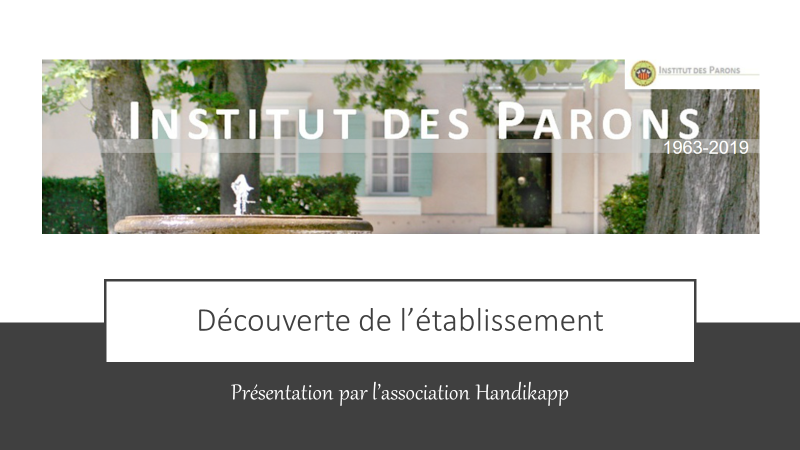 INSTITUT DES PARONS
INSTITUT DES PARONS
1963-2019
Découverte de l’établissement
Présentation par l’association Handikapp